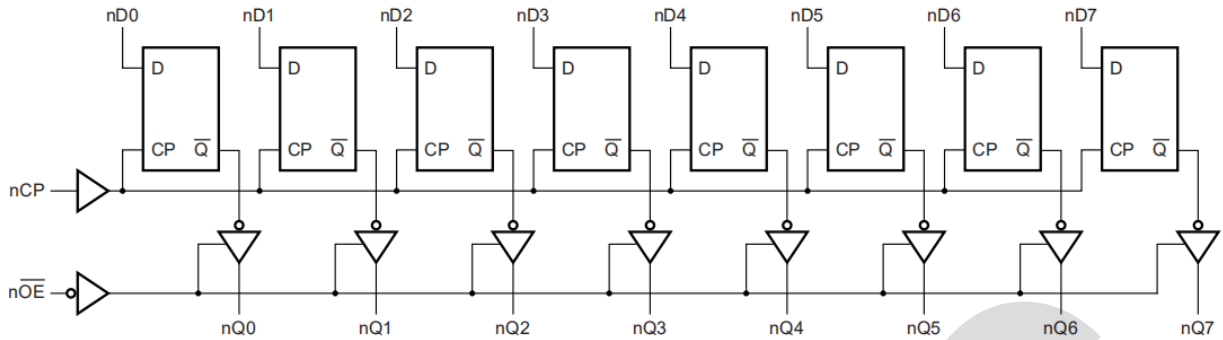 nD0 nD1 nD2 nD3 nD4 nD5 nD6 nD7
D D D D D D D D
CP Q̅ CP Q̅ CP Q̅ CP Q̅ CP Q̅ CP Q̅ CP Q̅ CP Q̅
nCP
nO̅E̅
nQ0 nQ1 nQ2 nQ3 nQ4 nQ5 nQ6 nQ7